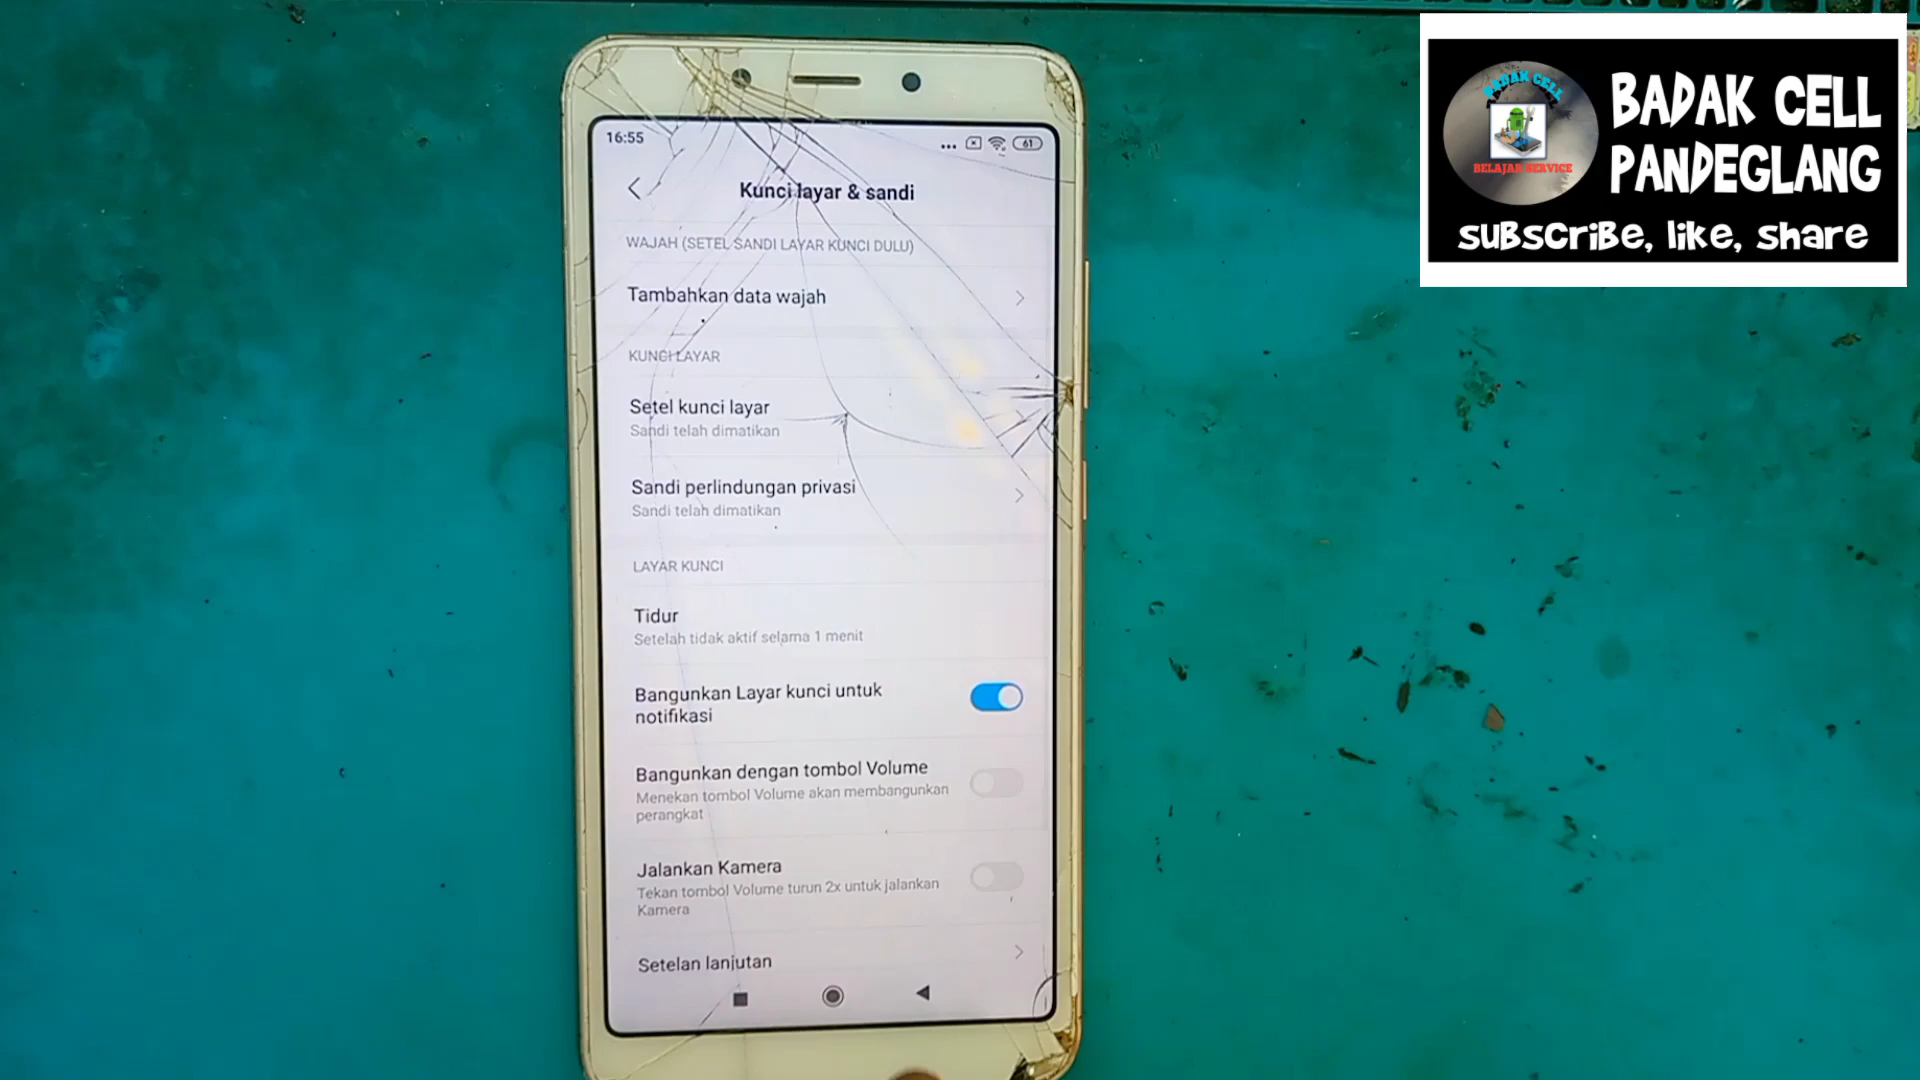 16:55
61
Kunci layar & sandi
WAJAH (SETEL SANDI LAYAR KUNCI DULU)
Tambahkan data wajah
KUNCI LAYAR
Setel kunci layar
Sandi telah dimatikan
Sandi perlindungan privasi
Sandi telah dimatikan
LAYAR KUNCI
Tidur
Setelah tidak aktif selama 1 menit
Bangunkan Layar kunci untuk
notifikasi
Bangunkan dengan tombol Volume
Menekan tombol Volume akan membangunkan
perangkat
Jalankan Kamera
Tekan tombol Volume turun 2x untuk jalankan
Kamera
Setelan lanjutan
BADAK CELL
BELAJAR SERVICE
BADAK CELL
PANDEGLANG
subscribe, like, share